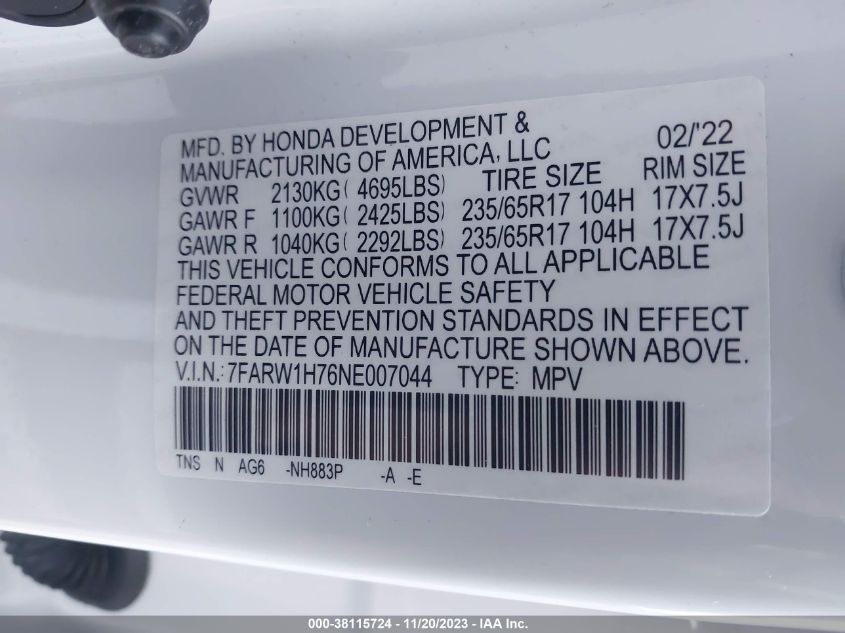 MFD. BY HONDA DEVELOPMENT & 02/'22
MANUFACTURING OF AMERICA, LLC
GVWR 2130KG( 4695LBS) TIRE SIZE RIM SIZE
GAWR F 1100KG( 2425LBS) 235/65R17 104H 17X7.5J
GAWR R 1040KG( 2292LBS) 235/65R17 104H 17X7.5J
THIS VEHICLE CONFORMS TO ALL APPLICABLE
FEDERAL MOTOR VEHICLE SAFETY
AND THEFT PREVENTION STANDARDS IN EFFECT
ON THE DATE OF MANUFACTURE SHOWN ABOVE.
V.I.N.: 7FARW1H76NE007044 TYPE: MPV
TNS N AG6 -NH883P -A -E
000-38115724 - 11/20/2023 - IAA Inc.